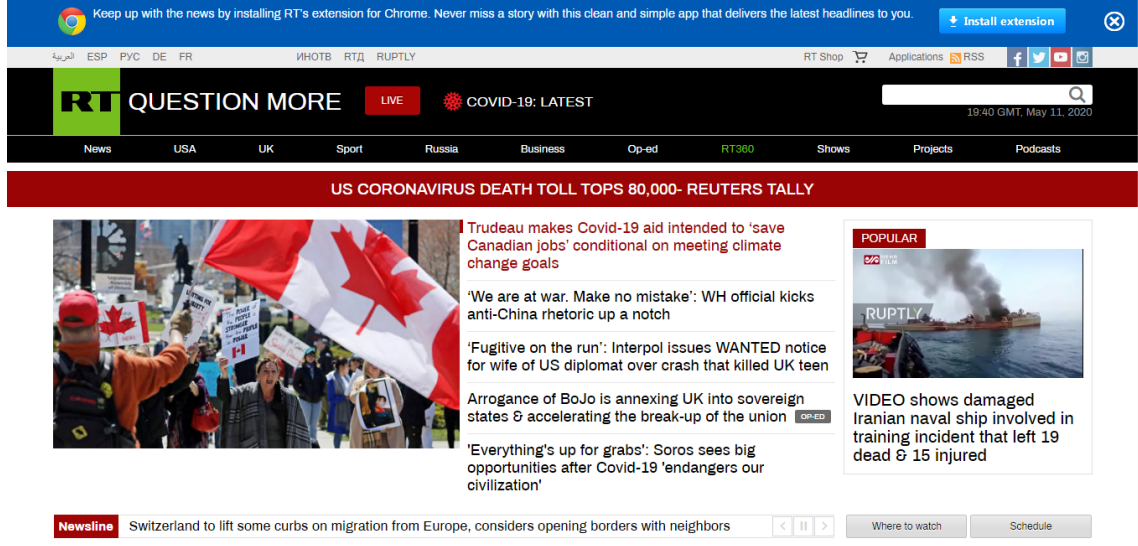 Keep up with the news by installing RT's extension for Chrome. Never miss a story with this clean and simple app that delivers the latest headlines to you.
Install extension
العربية ESP РУС DE FR
ИНОТВ RTД RUPTLY
RT Shop
Applications RSS
RT QUESTION MORE
LIVE
COVID-19: LATEST
19:40 GMT, May 11, 2020
News USA UK Sport Russia Business Op-ed RT360 Shows Projects Podcasts
US CORONAVIRUS DEATH TOLL TOPS 80,000- REUTERS TALLY
Trudeau makes Covid-19 aid intended to ‘save
Canadian jobs’ conditional on meeting climate
change goals
‘We are at war. Make no mistake’: WH official kicks
anti-China rhetoric up a notch
‘Fugitive on the run’: Interpol issues WANTED notice
for wife of US diplomat over crash that killed UK teen
Arrogance of BoJo is annexing UK into sovereign
states & accelerating the break-up of the union OP-ED
'Everything's up for grabs': Soros sees big
opportunities after Covid-19 'endangers our
civilization'
POPULAR
RUPTLY
VIDEO shows damaged
Iranian naval ship involved in
training incident that left 19
dead & 15 injured
Newsline Switzerland to lift some curbs on migration from Europe, considers opening borders with neighbors
Where to watch
Schedule